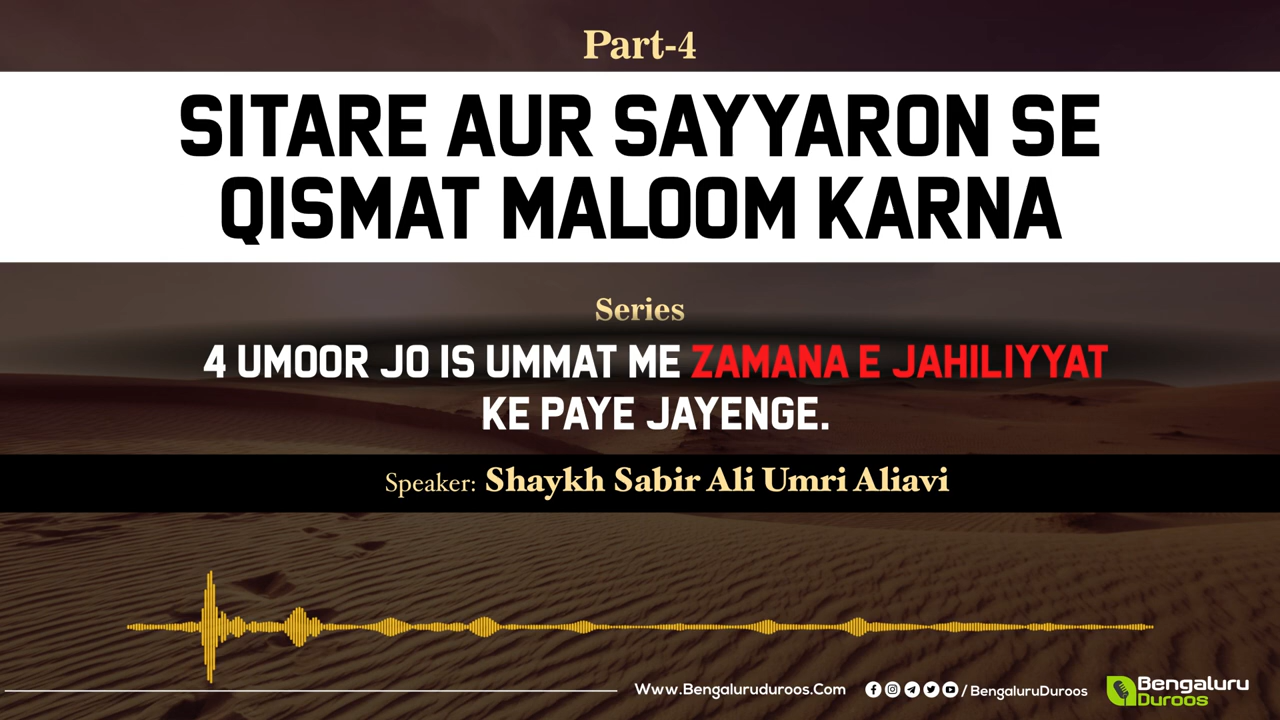 Part-4
SITARE AUR SAYYARON SE
QISMAT MALOOM KARNA
Series
4 UMOOR JO IS UMMAT ME ZAMANA E JAHILIYYAT
KE PAYE JAYENGE.
Speaker: Shaykh Sabir Ali Umri Aliavi
Www.Bengaluruduroos.Com
/ BengaluruDuroos
Bengaluru
Duroos